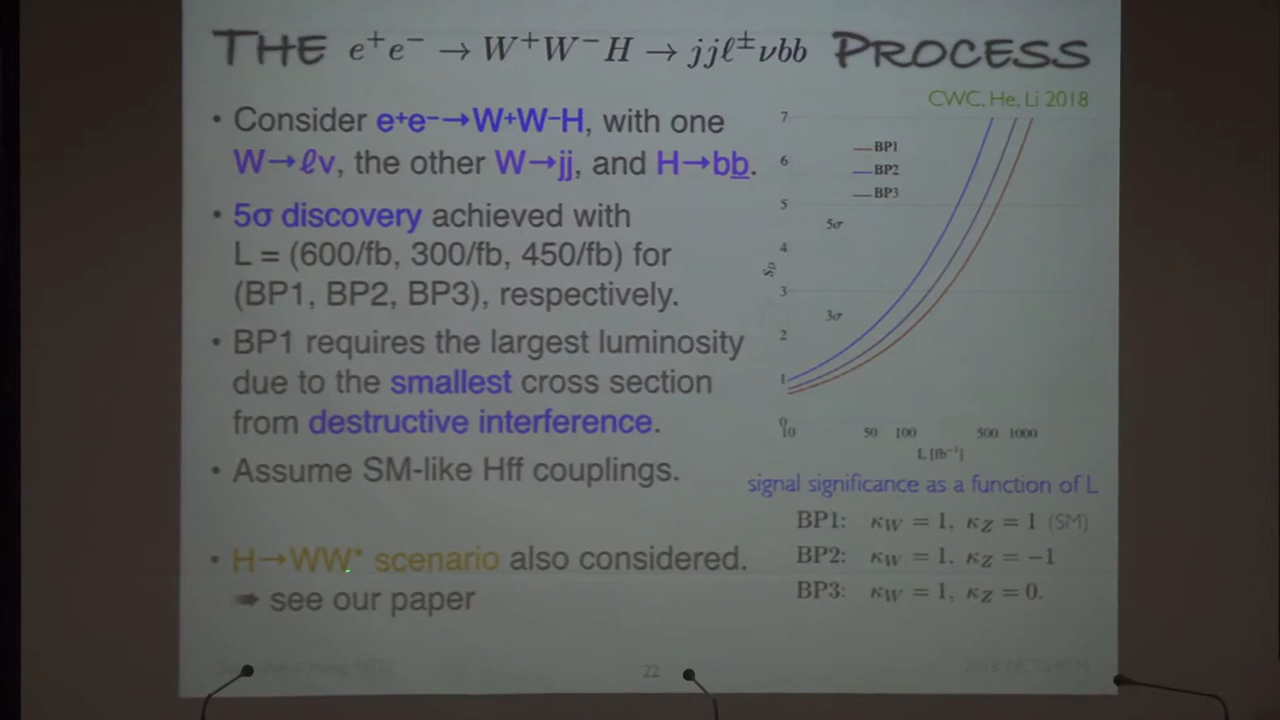 THE e⁺e⁻ → W⁺W⁻H → jjℓ±νbb PROCESS
CWC, He, Li 2018
• Consider e⁺e⁻→W⁺W⁻H, with one
W→ℓν, the other W→jj, and H→bb.
• 5σ discovery achieved with
L = (600/fb, 300/fb, 450/fb) for
(BP1, BP2, BP3), respectively.
• BP1 requires the largest luminosity
due to the smallest cross section
from destructive interference.
• Assume SM-like Hff couplings.
• H→WW* scenario also considered.
➠ see our paper
7
6
5
4
3
2
1
0
BP1
BP2
BP3
5σ
3σ
10 50 100 500 1000
L [fb⁻¹]
signal significance as a function of L
BP1: κW = 1, κZ = 1 (SM)
BP2: κW = 1, κZ = −1
BP3: κW = 1, κZ = 0.
22